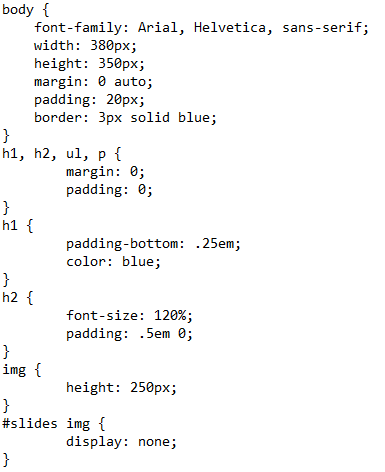 body {
    font-family: Arial, Helvetica, sans-serif;
    width: 380px;
    height: 350px;
    margin: 0 auto;
    padding: 20px;
    border: 3px solid blue;
}
h1, h2, ul, p {
        margin: 0;
        padding: 0;
}
h1 {
        padding-bottom: .25em;
        color: blue;
}
h2 {
        font-size: 120%;
        padding: .5em 0;
}
img {
        height: 250px;
}
#slides img {
        display: none;
}